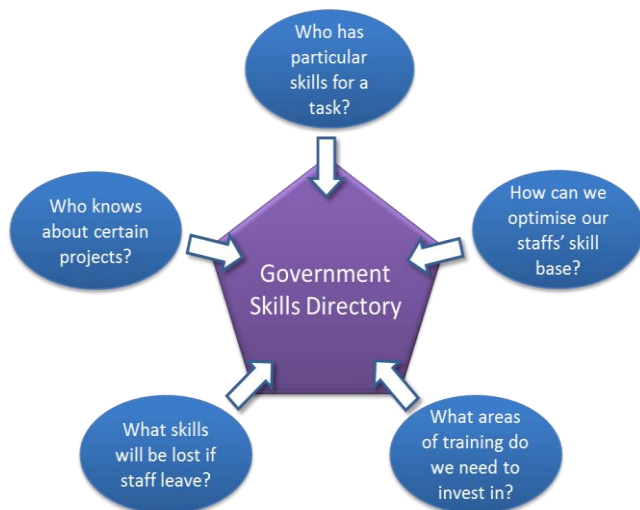 Who has
particular
skills for a
task?
Who knows
about certain
projects?
How can we
optimise our
staffs' skill
base?
Government
Skills Directory
What skills
will be lost if
staff leave?
What areas
of training do
we need to
invest in?